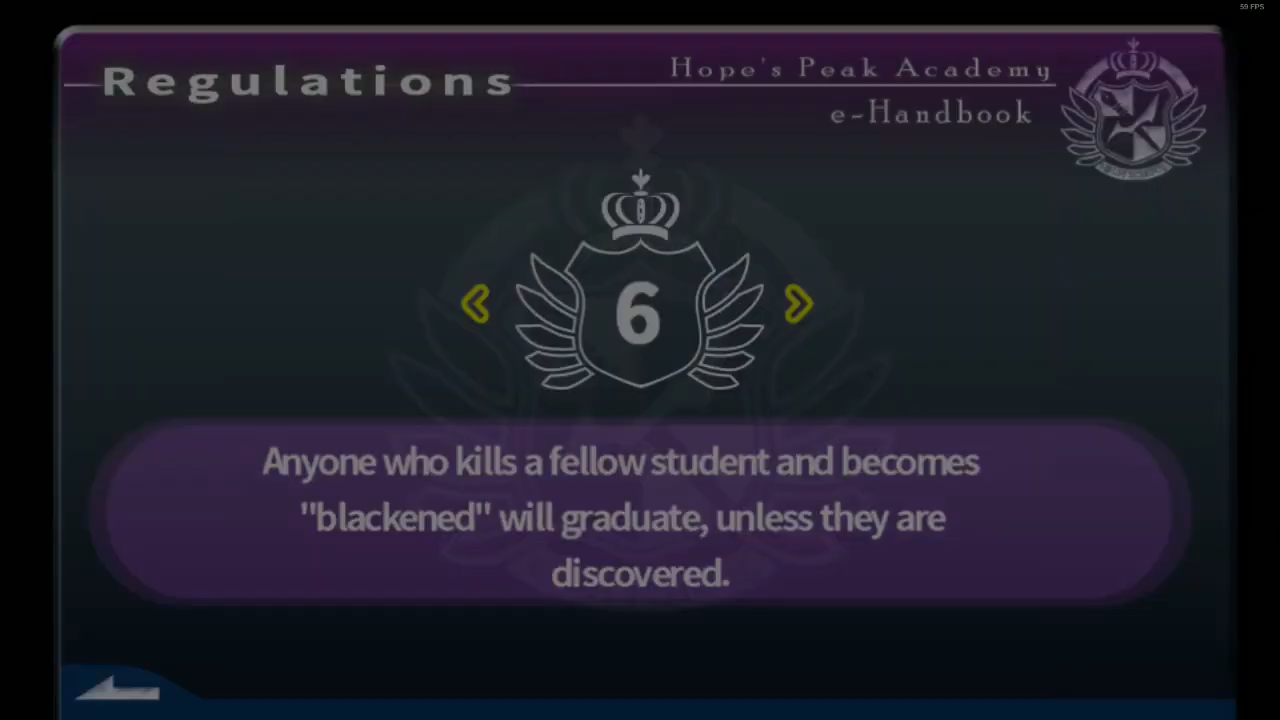 59 FPS
Regulations
Hope's Peak Academy
e-Handbook
6
Anyone who kills a fellow student and becomes
"blackened" will graduate, unless they are
discovered.